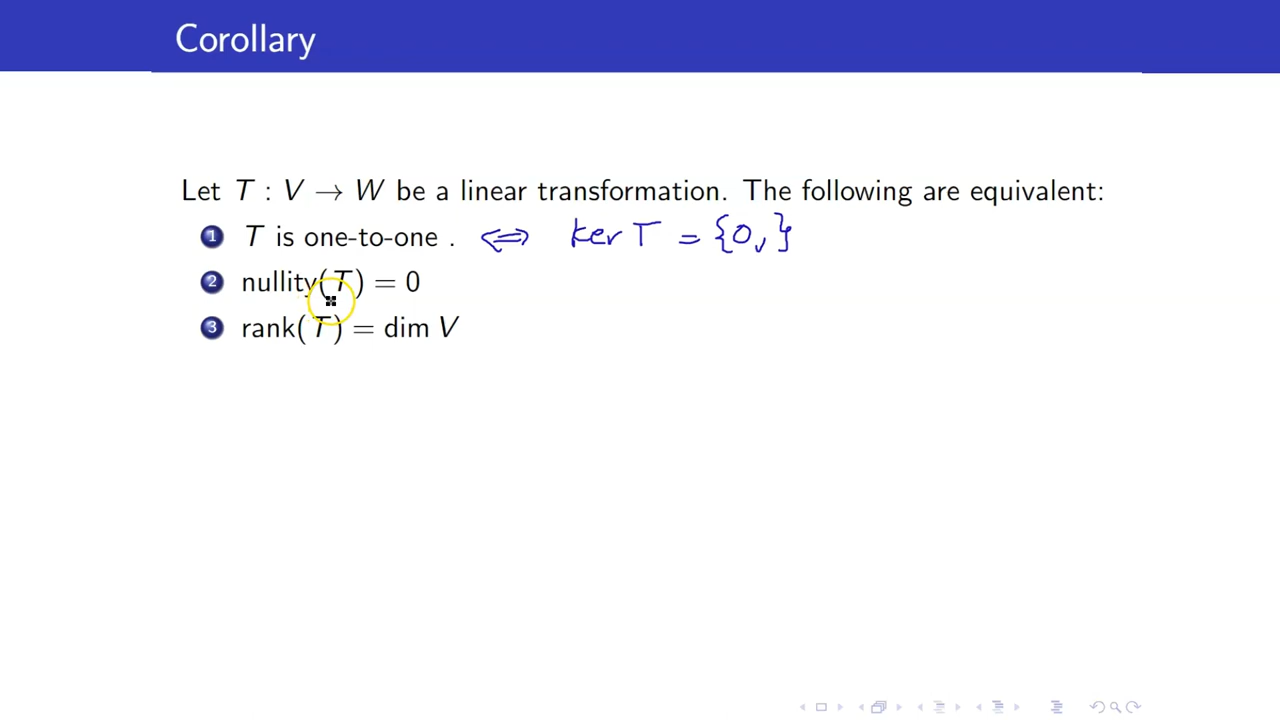 Corollary
Let T : V → W be a linear transformation. The following are equivalent:
1 T is one-to-one . ⟺ ker T = {0ᵥ}
2 nullity(T) = 0
3 rank(T) = dim V